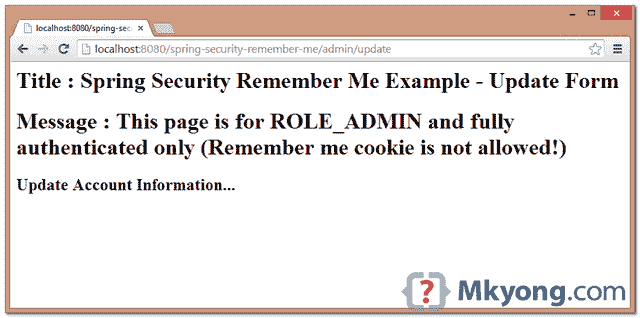 localhost:8080/spring-sec
localhost:8080/spring-security-remember-me/admin/update
Title : Spring Security Remember Me Example - Update Form
Message : This page is for ROLE_ADMIN and fully
authenticated only (Remember me cookie is not allowed!)
Update Account Information...
{?} Mkyong.com